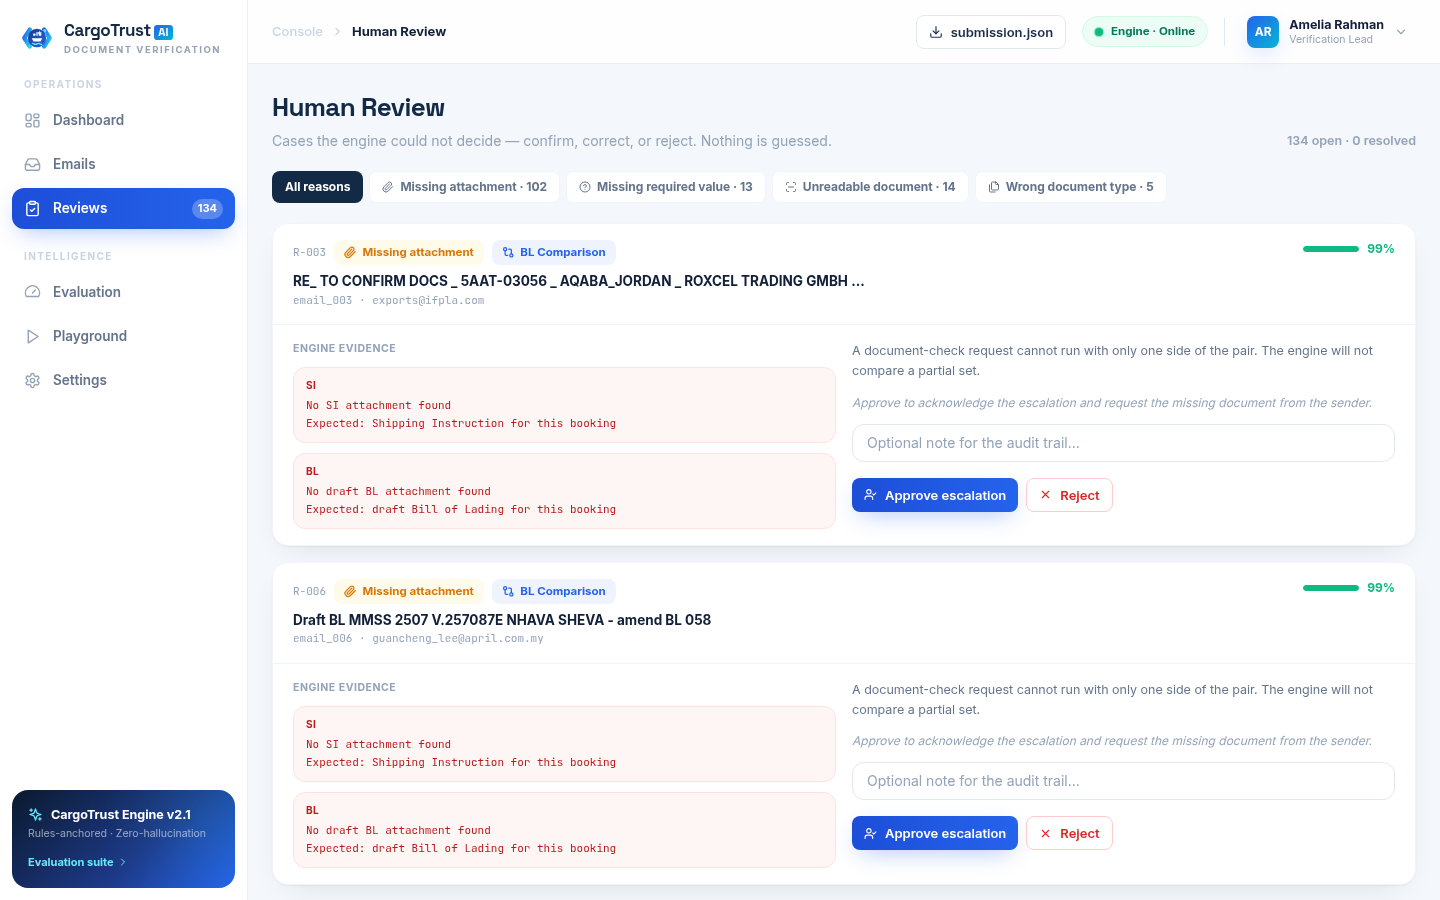 CargoTrust AI
DOCUMENT VERIFICATION
OPERATIONS
Dashboard
Emails
Reviews 134
INTELLIGENCE
Evaluation
Playground
Settings
CargoTrust Engine v2.1
Rules-anchored · Zero-hallucination
Evaluation suite
Console > Human Review
submission.json
Engine · Online
AR
Amelia Rahman
Verification Lead
Human Review
Cases the engine could not decide — confirm, correct, or reject. Nothing is guessed.
134 open · 0 resolved
All reasons
Missing attachment · 102
Missing required value · 13
Unreadable document · 14
Wrong document type · 5
R-003 Missing attachment BL Comparison 99%
RE_ TO CONFIRM DOCS _ 5AAT-03056 _ AQABA_JORDAN _ ROXCEL TRADING GMBH ...
email_003 · exports@ifpla.com
ENGINE EVIDENCE
SI
No SI attachment found
Expected: Shipping Instruction for this booking
BL
No draft BL attachment found
Expected: draft Bill of Lading for this booking
A document-check request cannot run with only one side of the pair. The engine will not
compare a partial set.
Approve to acknowledge the escalation and request the missing document from the sender.
Optional note for the audit trail...
Approve escalation
Reject
R-006 Missing attachment BL Comparison 99%
Draft BL MMSS 2507 V.257087E NHAVA SHEVA - amend BL 058
email_006 · guancheng_lee@april.com.my
ENGINE EVIDENCE
SI
No SI attachment found
Expected: Shipping Instruction for this booking
BL
No draft BL attachment found
Expected: draft Bill of Lading for this booking
A document-check request cannot run with only one side of the pair. The engine will not
compare a partial set.
Approve to acknowledge the escalation and request the missing document from the sender.
Optional note for the audit trail...
Approve escalation
Reject